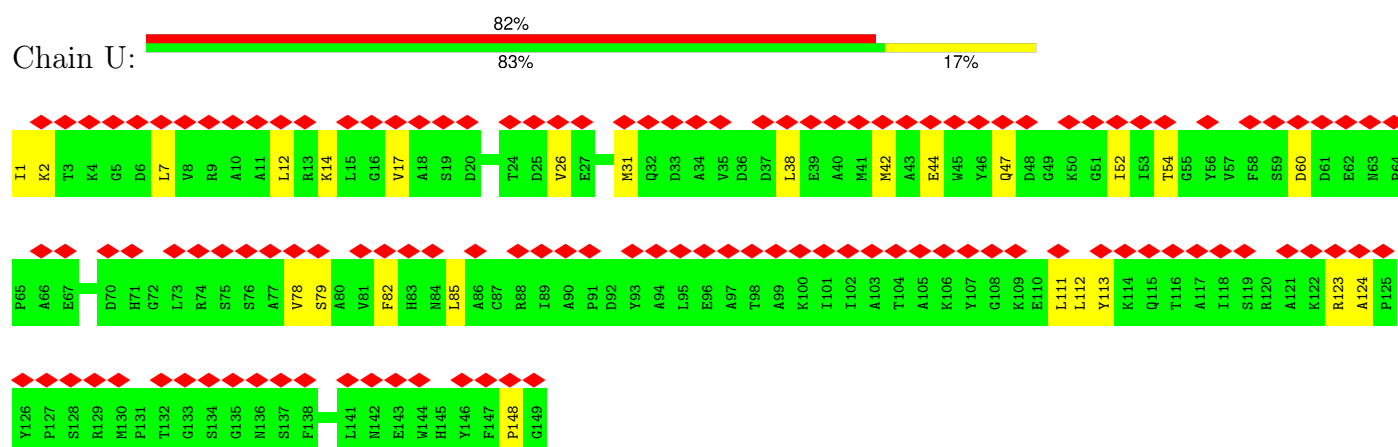 82%
Chain U:
83% 17%
I1 K2 T3 K4 G5 D6 L7 V8 R9 A10 A11 L12 R13 K14 L15 G16 V17 A18 S19 D20 T24 D25 V26 E27 M31 Q32 D33 A34 V35 D36 D37 L38 E39 A40 M41 M42 A43 E44 W45 Y46 Q47 D48 G49 K50 G51 I52 I53 T54 G55 Y56 V57 F58 S59 D60 D61 E62 N63 P64
P65 A66 E67 D70 H71 G72 L73 R74 S75 S76 A77 V78 S79 A80 V81 F82 H83 N84 L85 A86 C87 R88 I89 A90 P91 D92 Y93 A94 L95 E96 A97 T98 A99 K100 I101 I102 A103 T104 A105 K106 Y107 G108 K109 E110 L111 L112 Y113 K114 Q115 T116 A117 I118 S119 R120 A121 K122 R123 A124 P125
Y126 P127 S128 R129 M130 P131 T132 G133 S134 G135 N136 S137 F138 L141 N142 E143 W144 H145 Y146 F147 P148 G149